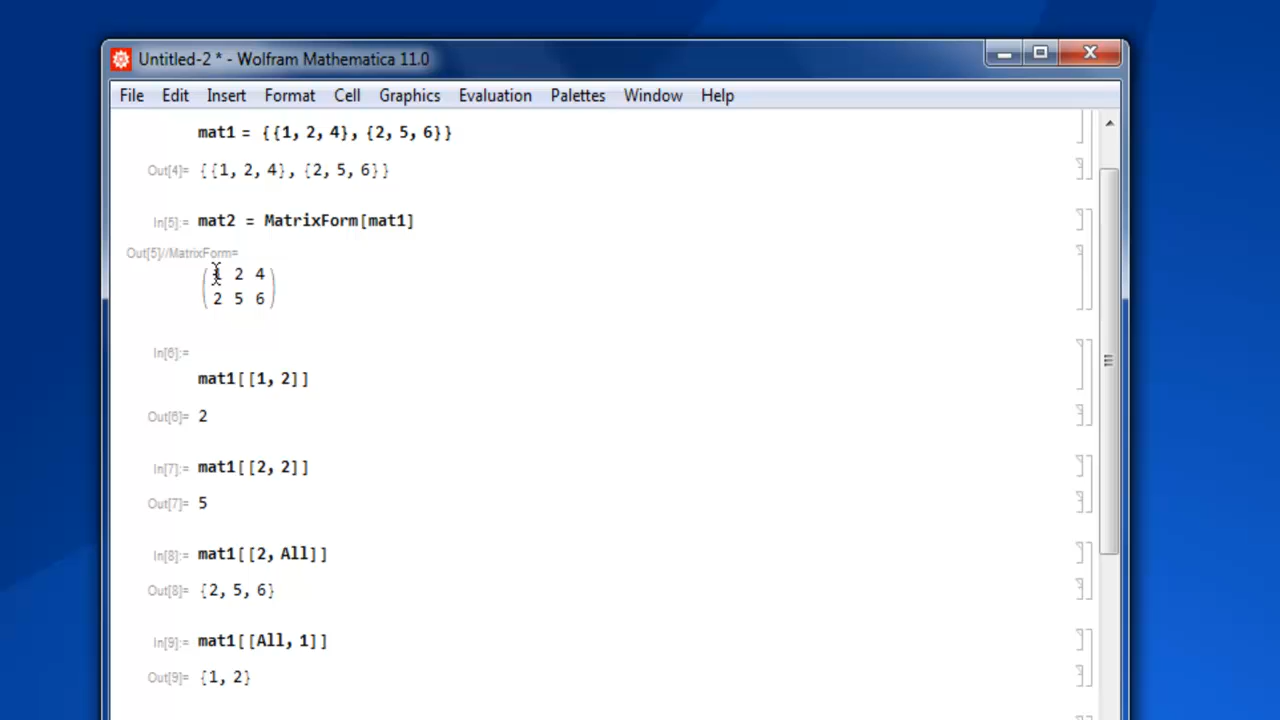 Untitled-2 * - Wolfram Mathematica 11.0
File Edit Insert Format Cell Graphics Evaluation Palettes Window Help
mat1 = {{1, 2, 4}, {2, 5, 6}}
Out[4]= {{1, 2, 4}, {2, 5, 6}}
In[5]:= mat2 = MatrixForm[mat1]
Out[5]//MatrixForm=
1 2 4
2 5 6
In[6]:=
mat1[[1, 2]]
Out[6]= 2
In[7]:= mat1[[2, 2]]
Out[7]= 5
In[8]:= mat1[[2, All]]
Out[8]= {2, 5, 6}
In[9]:= mat1[[All, 1]]
Out[9]= {1, 2}